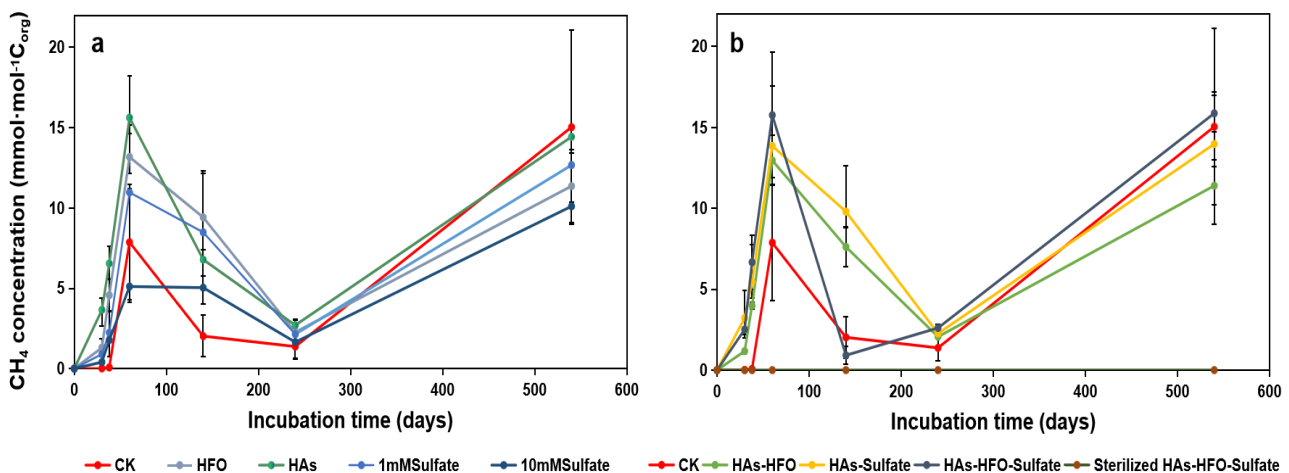 a
CH4 concentration (mmol·mol-1Corg)
20
15
10
5
0
0 100 200 300 400 500 600
Incubation time (days)
CK HFO HAs 1mMSulfate 10mMSulfate
b
20
15
10
5
0
0 100 200 300 400 500 600
Incubation time (days)
CK HAs-HFO HAs-Sulfate HAs-HFO-Sulfate Sterilized HAs-HFO-Sulfate